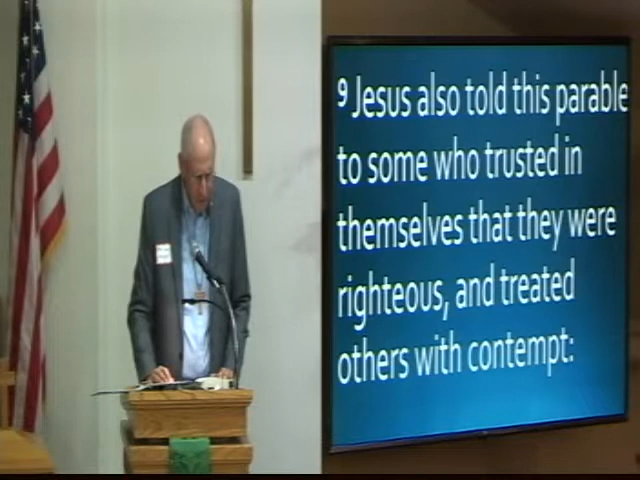 9 Jesus also told this parable
to some who trusted in
themselves that they were
righteous, and treated
others with contempt: